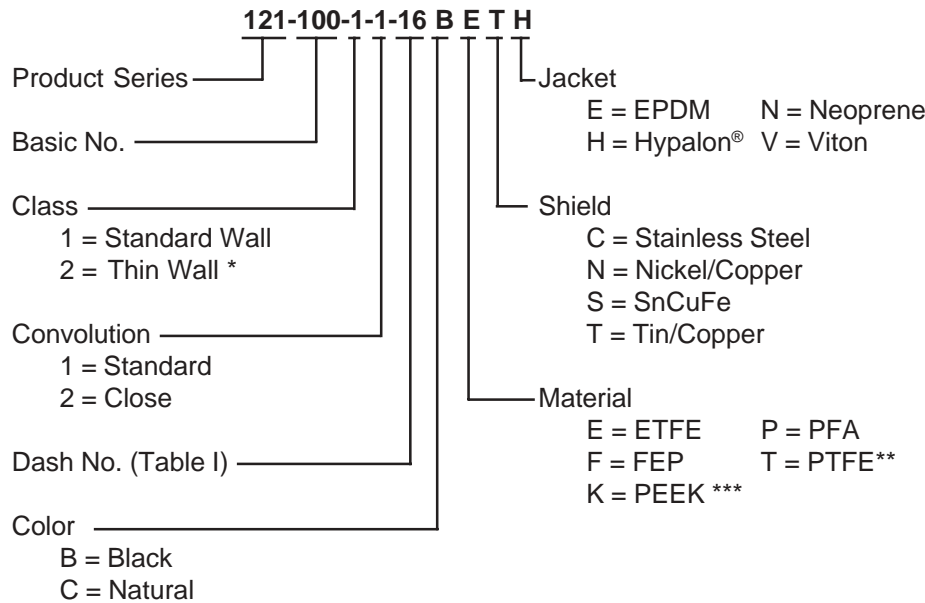 121-100-1-1-16 B E T H
Product Series
Basic No.
Class
1 = Standard Wall
2 = Thin Wall *
Convolution
1 = Standard
2 = Close
Dash No. (Table I)
Color
B = Black
C = Natural
Jacket
E = EPDM N = Neoprene
H = Hypalon® V = Viton
Shield
C = Stainless Steel
N = Nickel/Copper
S = SnCuFe
T = Tin/Copper
Material
E = ETFE P = PFA
F = FEP T = PTFE**
K = PEEK ***